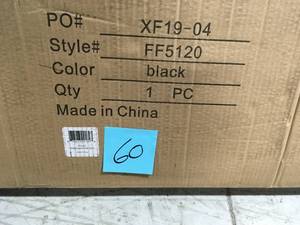 PO# XF19-04
Style# FF5120
Color black
Qty 1 PC
Made in China
60